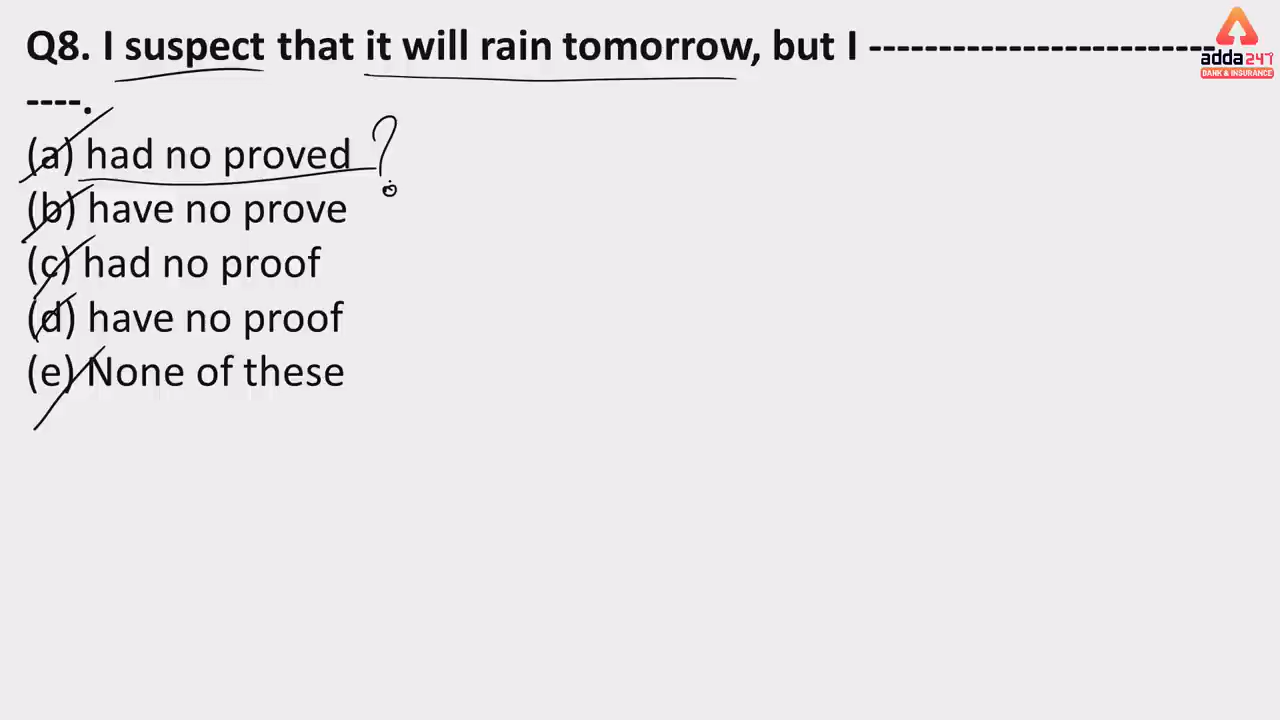 Q8. I suspect that it will rain tomorrow, but I -------------------------
----.
(a) had no proved ?
(b) have no prove
(c) had no proof
(d) have no proof
(e) None of these
adda247
BANK & INSURANCE